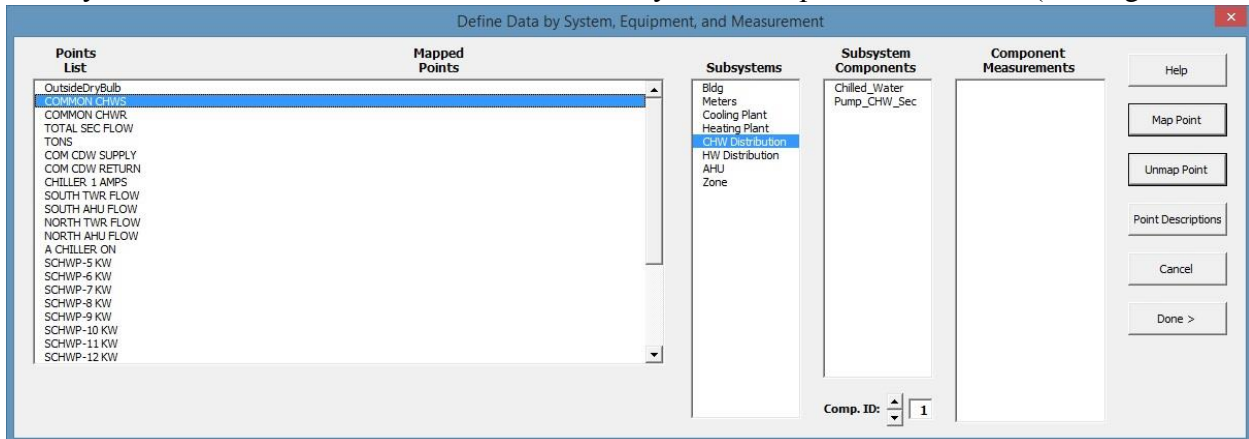 Define Data by System, Equipment, and Measurement
Points
List
Mapped
Points
Subsystems
Subsystem
Components
Component
Measurements
OutsideDryBulb
COMMON CHWS
COMMON CHWR
TOTAL SEC FLOW
TONS
COM CDW SUPPLY
COM CDW RETURN
CHILLER 1 AMPS
SOUTH TWR FLOW
SOUTH AHU FLOW
NORTH TWR FLOW
NORTH AHU FLOW
A CHILLER ON
SCHWP-5 KW
SCHWP-6 KW
SCHWP-7 KW
SCHWP-8 KW
SCHWP-9 KW
SCHWP-10 KW
SCHWP-11 KW
SCHWP-12 KW
Bldg
Meters
Cooling Plant
Heating Plant
CHW Distribution
HW Distribution
AHU
Zone
Chilled_Water
Pump_CHW_Sec
Comp. ID: 1
Help
Map Point
Unmap Point
Point Descriptions
Cancel
Done >